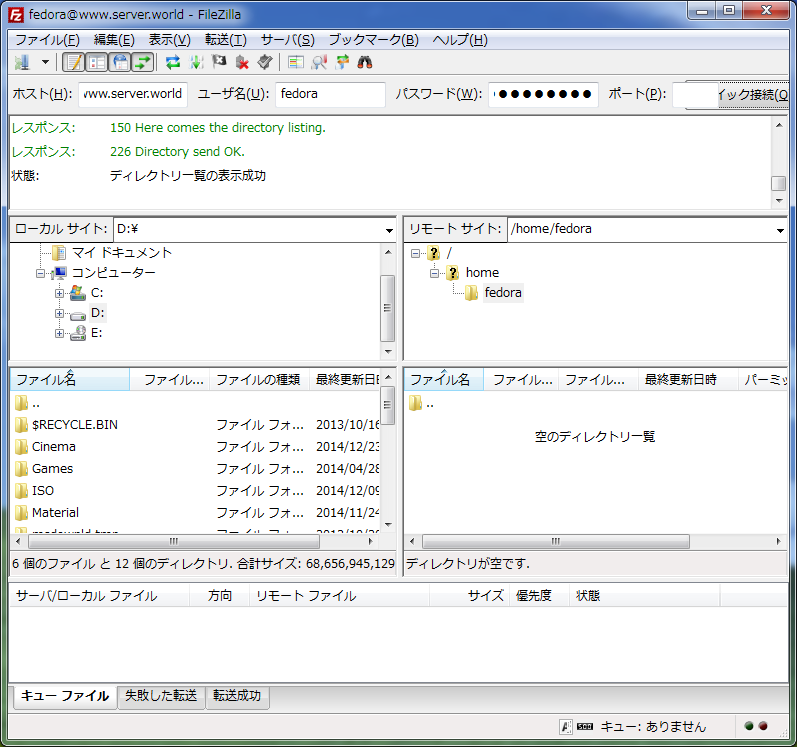 fedora@www.server.world - FileZilla
ファイル(F) 編集(E) 表示(V) 転送(T) サーバ(S) ブックマーク(B) ヘルプ(H)
ホスト(H): www.server.world ユーザ名(U): fedora パスワード(W): ●●●●●●●● ポート(P): イック接続(Q
レスポンス: 150 Here comes the directory listing.
レスポンス: 226 Directory send OK.
状態: ディレクトリ一覧の表示成功
ローカル サイト: D:¥
マイ ドキュメント
コンピューター
C:
D:
E:
リモート サイト: /home/fedora
/
home
fedora
ファイル名 ファイル... ファイルの種類 最終更新日時
..
$RECYCLE.BIN ファイル フォ... 2013/10/16
Cinema ファイル フォ... 2014/12/23
Games ファイル フォ... 2014/04/28
ISO ファイル フォ... 2014/12/09
Material ファイル フォ... 2014/11/24
6 個のファイル と 12 個のディレクトリ. 合計サイズ: 68,656,945,129
ファイル名 ファイル... ファイル... 最終更新日時 パーミッ
..
空のディレクトリ一覧
ディレクトリが空です.
サーバ/ローカル ファイル 方向 リモート ファイル サイズ 優先度 状態
キュー ファイル 失敗した転送 転送成功
キュー: ありません